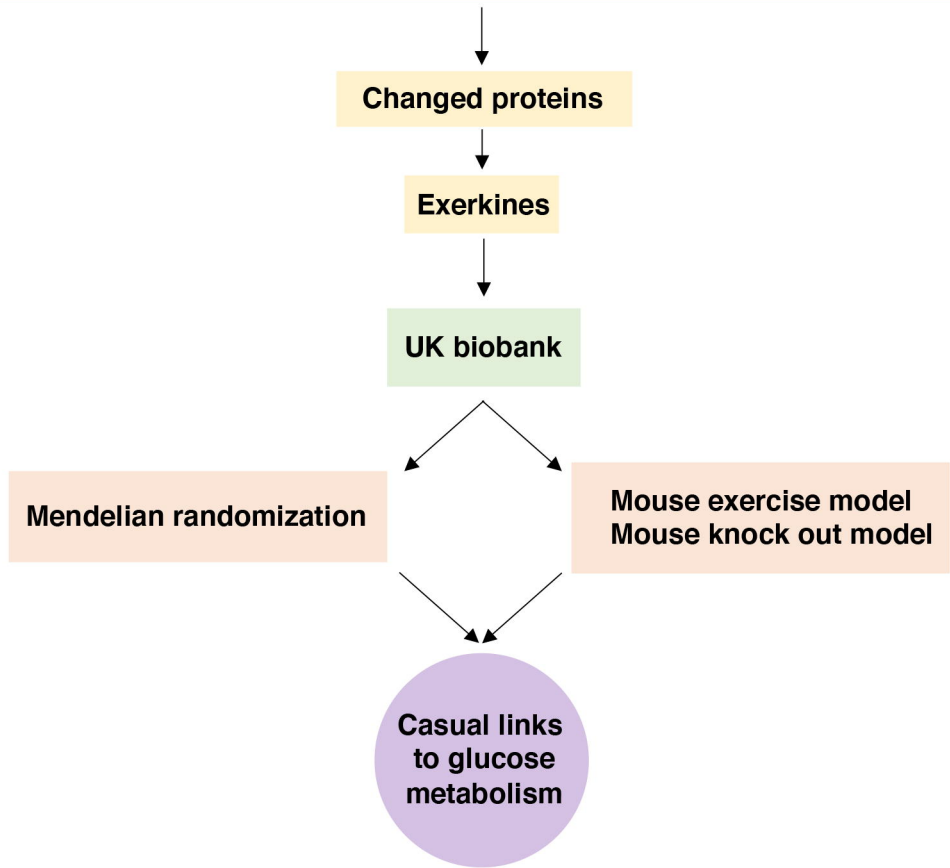 Changed proteins
Exerkines
UK biobank
Mendelian randomization
Mouse exercise model
Mouse knock out model
Casual links
to glucose
metabolism